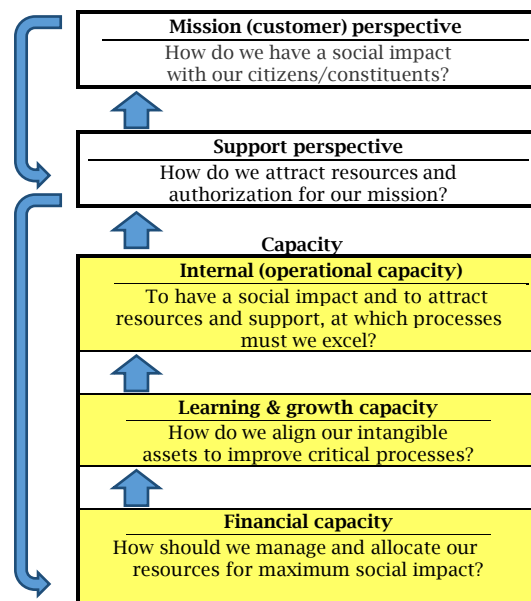 Mission (customer) perspective
How do we have a social impact
with our citizens/constituents?
Support perspective
How do we attract resources and
authorization for our mission?
Capacity
Internal (operational capacity)
To have a social impact and to attract
resources and support, at which processes
must we excel?
Learning & growth capacity
How do we align our intangible
assets to improve critical processes?
Financial capacity
How should we manage and allocate our
resources for maximum social impact?